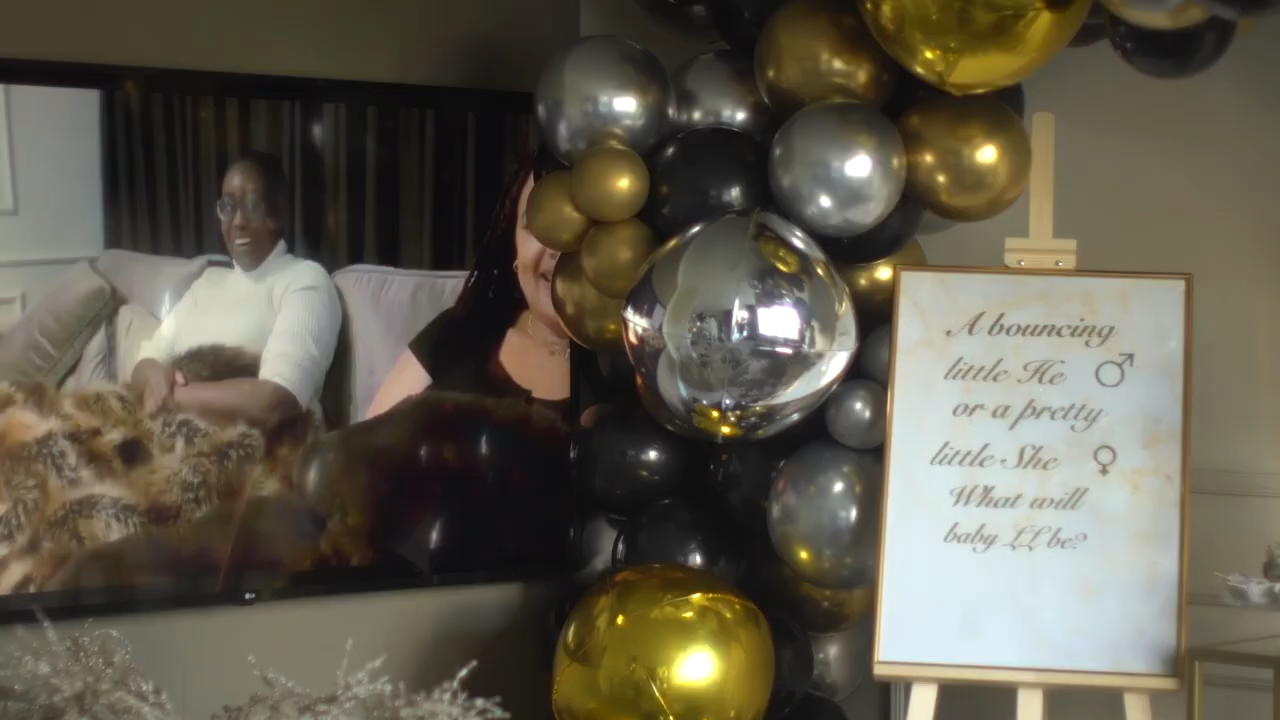 A bouncing
little He ♂
or a pretty
little She ♀
What will
baby LL be?